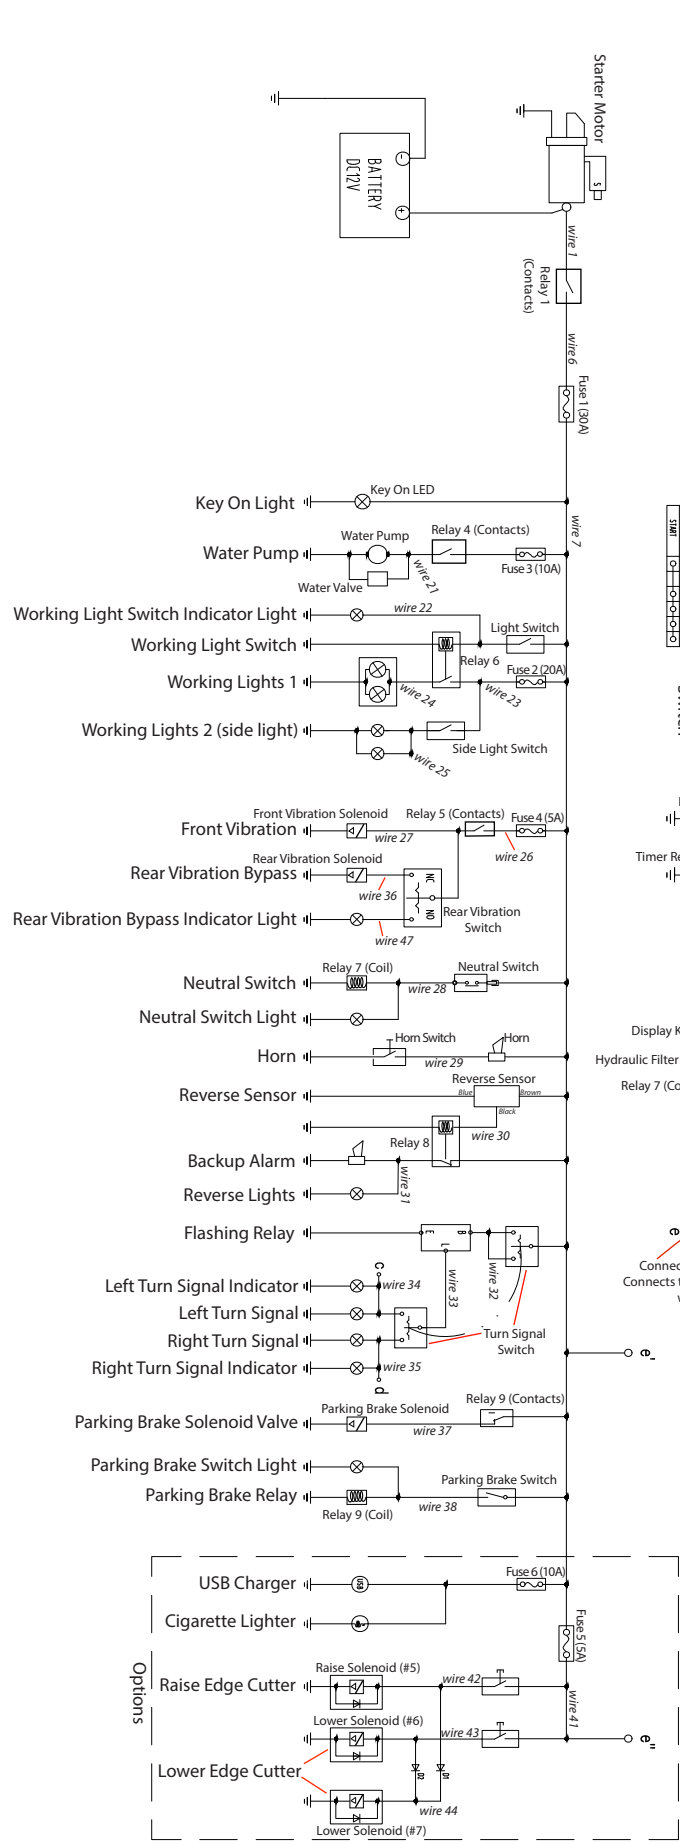 Starter Motor
S
BATTERY
DC12V
-
+
wire 1
Relay 1
(Contacts)
wire 6
Fuse 1 (30A)
Key On Light
Key On LED
wire 7
START
Water Pump
Water Pump
Relay 4 (Contacts)
Fuse 3 (10A)
Water Valve
wire 21
Working Light Switch Indicator Light
wire 22
Light Switch
Working Light Switch
Relay 6
Fuse 2 (20A)
Working Lights 1
wire 24
wire 23
Working Lights 2 (side light)
Side Light Switch
wire 25
Front Vibration Solenoid
Relay 5 (Contacts)
Fuse 4 (5A)
Front Vibration
wire 27
wire 26
Rear Vibration Solenoid
Rear Vibration Bypass
wire 36
NC
NO
Rear Vibration
Switch
Rear Vibration Bypass Indicator Light
wire 47
Timer Re
Relay 7 (Coil)
Neutral Switch
Neutral Switch
wire 28
Neutral Switch Light
Horn Switch
Horn
Horn
wire 29
Display K
Hydraulic Filter
Relay 7 (Co
Reverse Sensor
Reverse Sensor
Blue
Brown
Black
wire 30
Relay 8
Backup Alarm
wire 31
Reverse Lights
Flashing Relay
E
B
L
wire 32
wire 33
e
Connec
Connects t
Left Turn Signal Indicator
c
wire 34
Left Turn Signal
Right Turn Signal
Turn Signal
Switch
Right Turn Signal Indicator
wire 35
d
e'
Parking Brake Solenoid
Relay 9 (Contacts)
Parking Brake Solenoid Valve
wire 37
Parking Brake Switch Light
Parking Brake Switch
Parking Brake Relay
wire 38
Relay 9 (Coil)
USB Charger
USB
Fuse 6 (10A)
Cigarette Lighter
Fuse 5 (5A)
Options
Raise Solenoid (#5)
Raise Edge Cutter
wire 42
wire 41
Lower Solenoid (#6)
wire 43
e"
Lower Edge Cutter
D2
D1
wire 44
Lower Solenoid (#7)